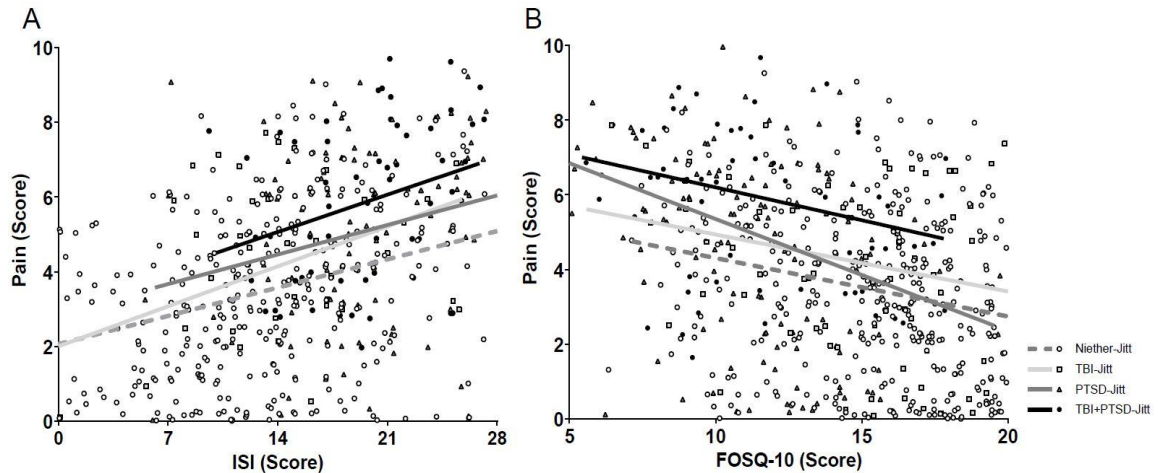 A
B
10
8
6
4
2
0
Pain (Score)
0 7 14 21 28
ISI (Score)
10
8
6
4
2
0
Pain (Score)
5 10 15 20
FOSQ-10 (Score)
Niether-Jitt
TBI-Jitt
PTSD-Jitt
TBI+PTSD-Jitt